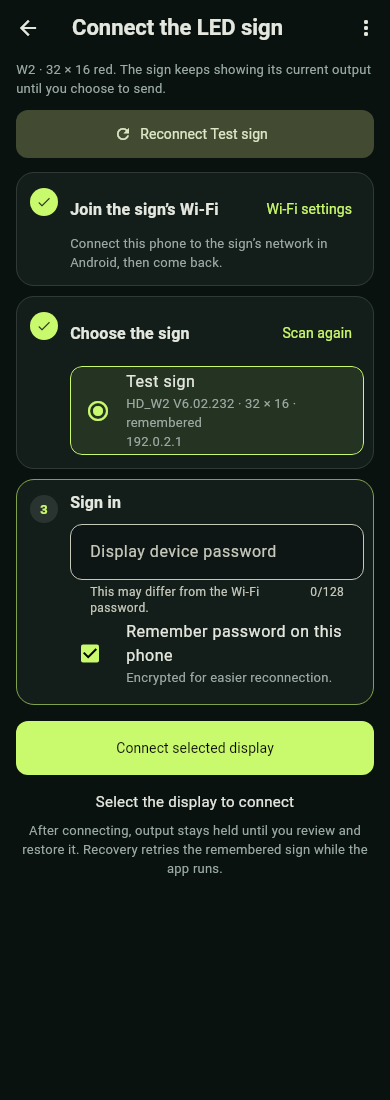 Connect the LED sign
W2 · 32 × 16 red. The sign keeps showing its current output
until you choose to send.
Reconnect Test sign
Join the sign’s Wi-Fi
Wi-Fi settings
Connect this phone to the sign’s network in
Android, then come back.
Choose the sign
Scan again
Test sign
HD_W2 V6.02.232 · 32 × 16 ·
remembered
192.0.2.1
3
Sign in
Display device password
This may differ from the Wi-Fi
password.
0/128
Remember password on this
phone
Encrypted for easier reconnection.
Connect selected display
Select the display to connect
After connecting, output stays held until you review and
restore it. Recovery retries the remembered sign while the
app runs.